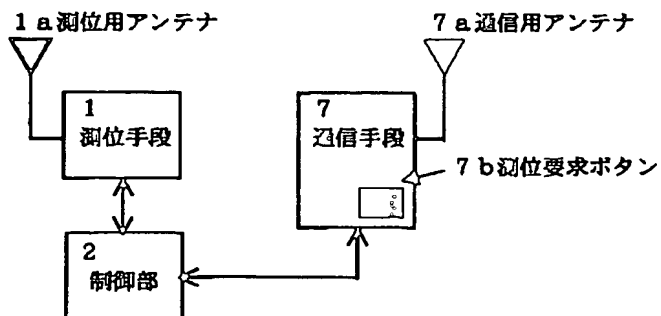 1a測位用アンテナ
7a通信用アンテナ
1
測位手段
7
通信手段
7b測位要求ボタン
2
制御部